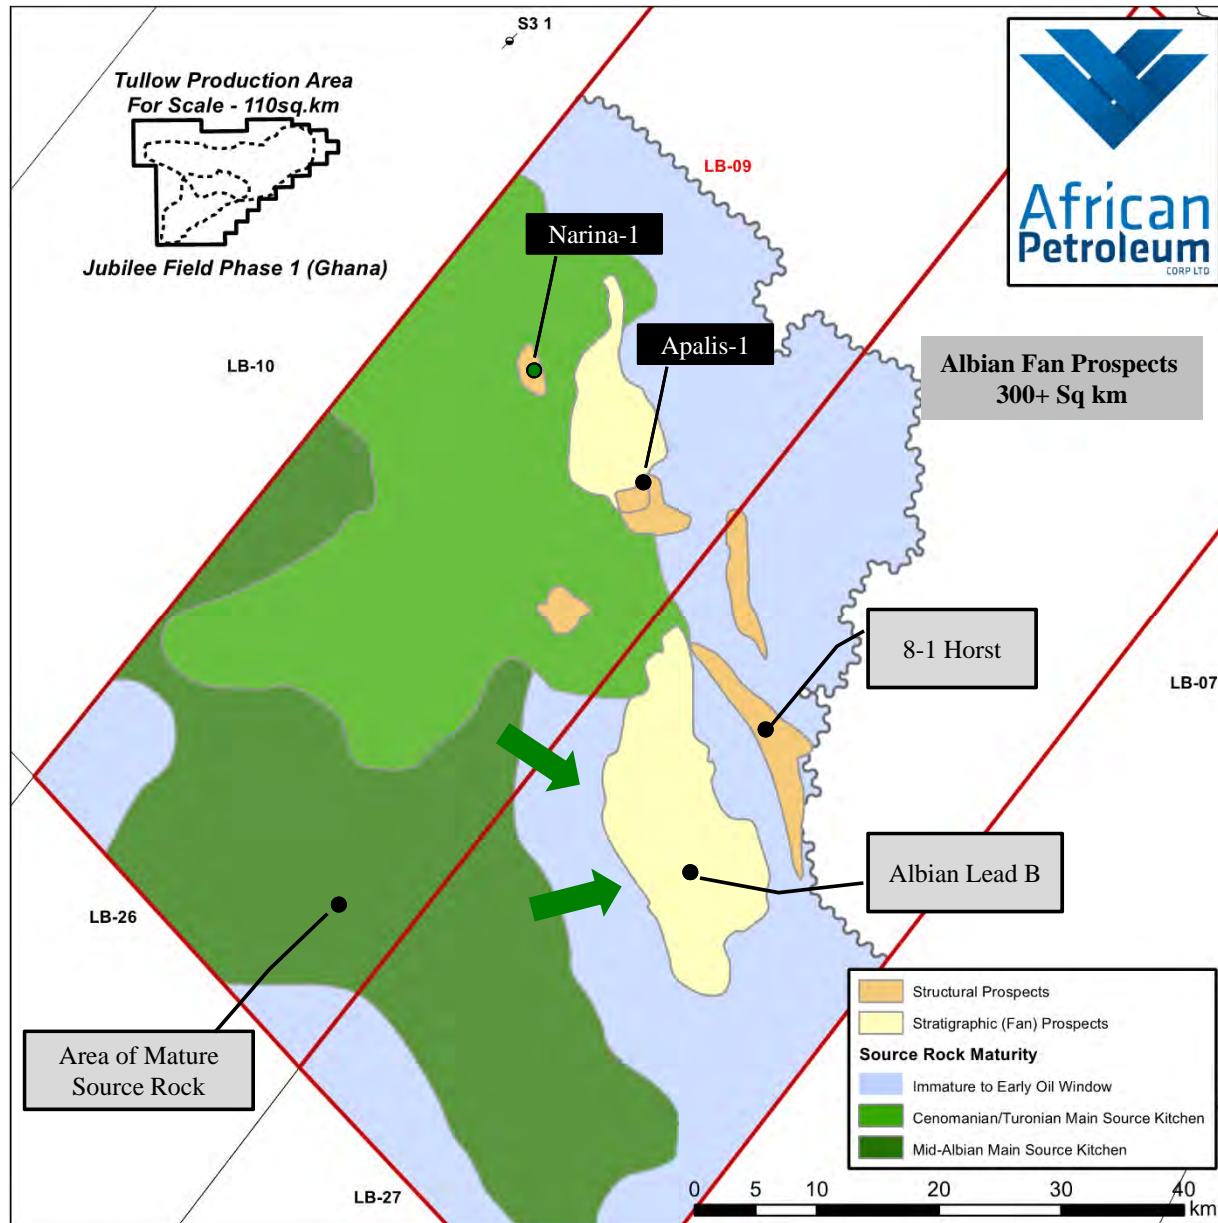 S3 1
Tullow Production Area
For Scale - 110sq.km
Jubilee Field Phase 1 (Ghana)
African
Petroleum
CORP LTD
LB-09
Narina-1
Apalis-1
LB-10
Albian Fan Prospects
300+ Sq km
8-1 Horst
LB-07
Albian Lead B
LB-26
Area of Mature
Source Rock
LB-27
Structural Prospects
Stratigraphic (Fan) Prospects
Source Rock Maturity
Immature to Early Oil Window
Cenomanian/Turonian Main Source Kitchen
Mid-Albian Main Source Kitchen
0 5 10 20 30 40
km